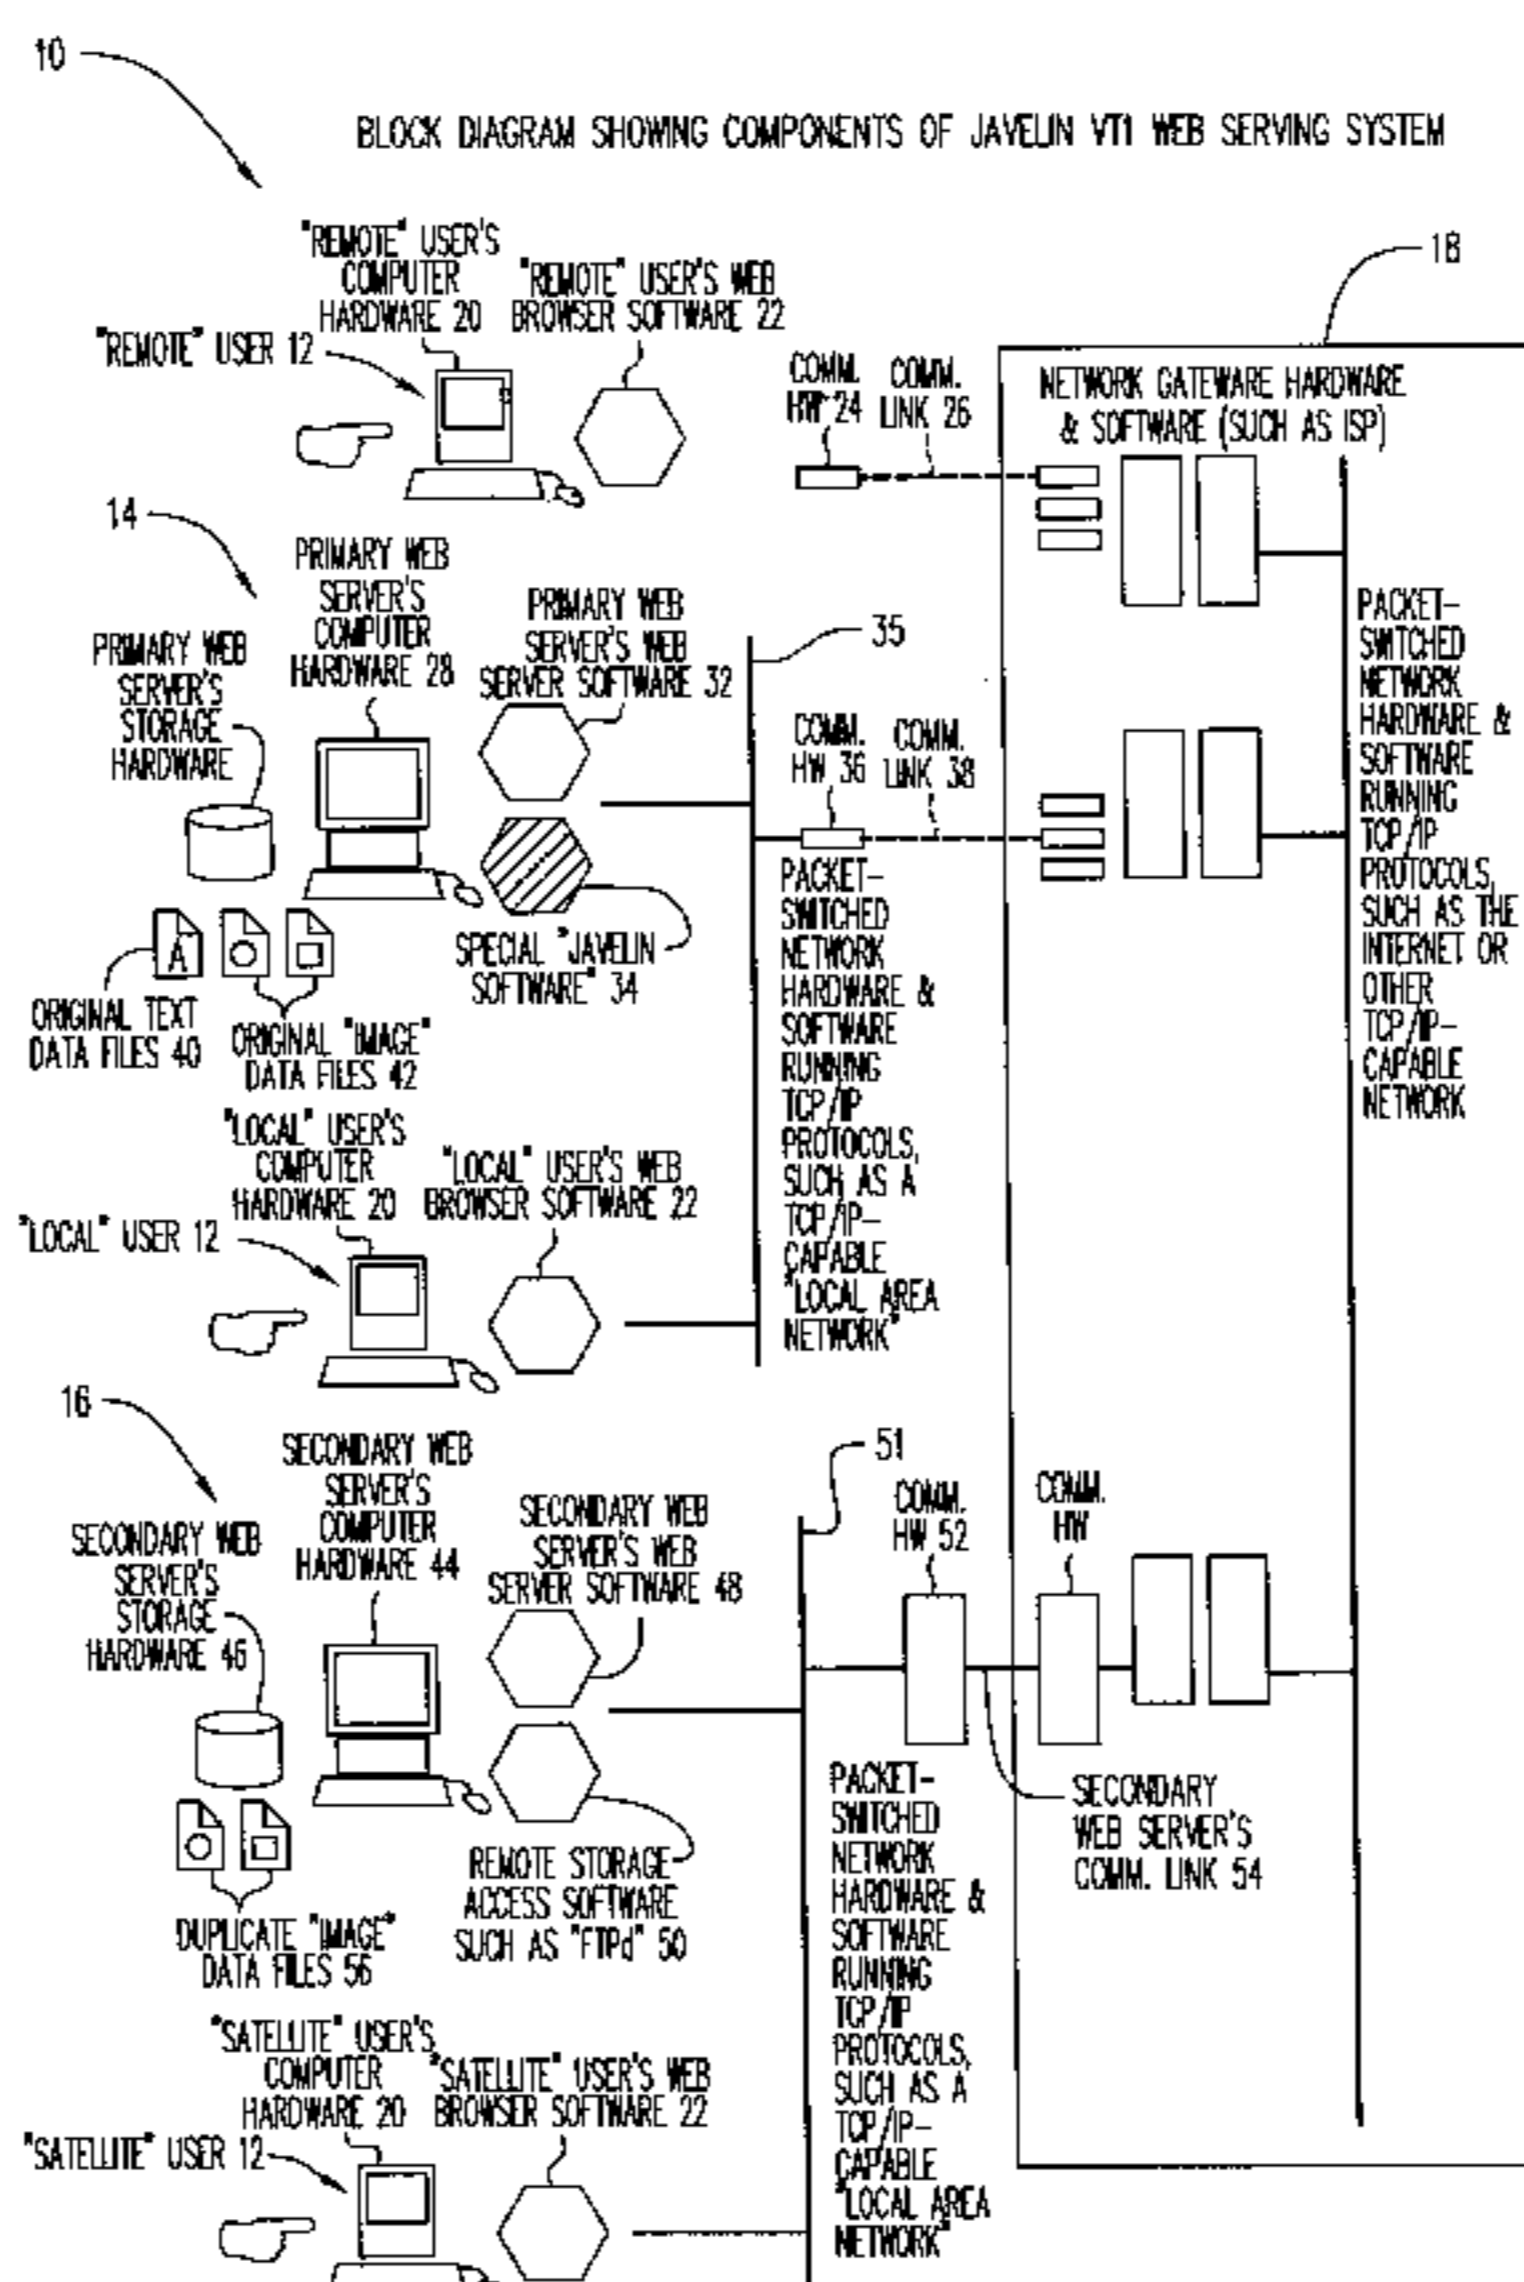 10
BLOCK DIAGRAM SHOWING COMPONENTS OF JAVELIN VT1 WEB SERVING SYSTEM
"REMOTE" USER'S
COMPUTER
HARDWARE 20
"REMOTE" USER'S WEB
BROWSER SOFTWARE 22
"REMOTE" USER 12
COMM.
HW 24
COMM.
LINK 26
18
NETWORK GATEWARE HARDWARE
& SOFTWARE (SUCH AS ISP)
14
PRIMARY WEB
SERVER'S
COMPUTER
HARDWARE 28
PRIMARY WEB
SERVER'S
STORAGE
HARDWARE
PRIMARY WEB
SERVER'S WEB
SERVER SOFTWARE 32
35
COMM.
HW 36
COMM.
LINK 38
PACKET-
SWITCHED
NETWORK
HARDWARE &
SOFTWARE
RUNNING
TCP/IP
PROTOCOLS,
SUCH AS THE
INTERNET OR
OTHER
TCP/IP-
CAPABLE
NETWORK
A
SPECIAL "JAVELIN
SOFTWARE" 34
ORIGINAL TEXT
DATA FILES 40
ORIGINAL "IMAGE"
DATA FILES 42
PACKET-
SWITCHED
NETWORK
HARDWARE &
SOFTWARE
RUNNING
TCP/IP
PROTOCOLS,
SUCH AS A
TCP/IP-
CAPABLE
"LOCAL AREA
NETWORK"
"LOCAL" USER'S
COMPUTER
HARDWARE 20
"LOCAL" USER'S WEB
BROWSER SOFTWARE 22
"LOCAL" USER 12
16
SECONDARY WEB
SERVER'S
COMPUTER
HARDWARE 44
SECONDARY WEB
SERVER'S
STORAGE
HARDWARE 46
SECONDARY WEB
SERVER'S WEB
SERVER SOFTWARE 48
51
COMM.
HW 52
COMM.
HW
SECONDARY
WEB SERVER'S
COMM. LINK 54
REMOTE STORAGE
ACCESS SOFTWARE
SUCH AS "FTPd" 50
DUPLICATE "IMAGE"
DATA FILES 56
PACKET-
SWITCHED
NETWORK
HARDWARE &
SOFTWARE
RUNNING
TCP/IP
PROTOCOLS,
SUCH AS A
TCP/IP-
CAPABLE
"LOCAL AREA
NETWORK"
"SATELLITE" USER'S
COMPUTER
HARDWARE 20
"SATELLITE" USER'S WEB
BROWSER SOFTWARE 22
"SATELLITE" USER 12